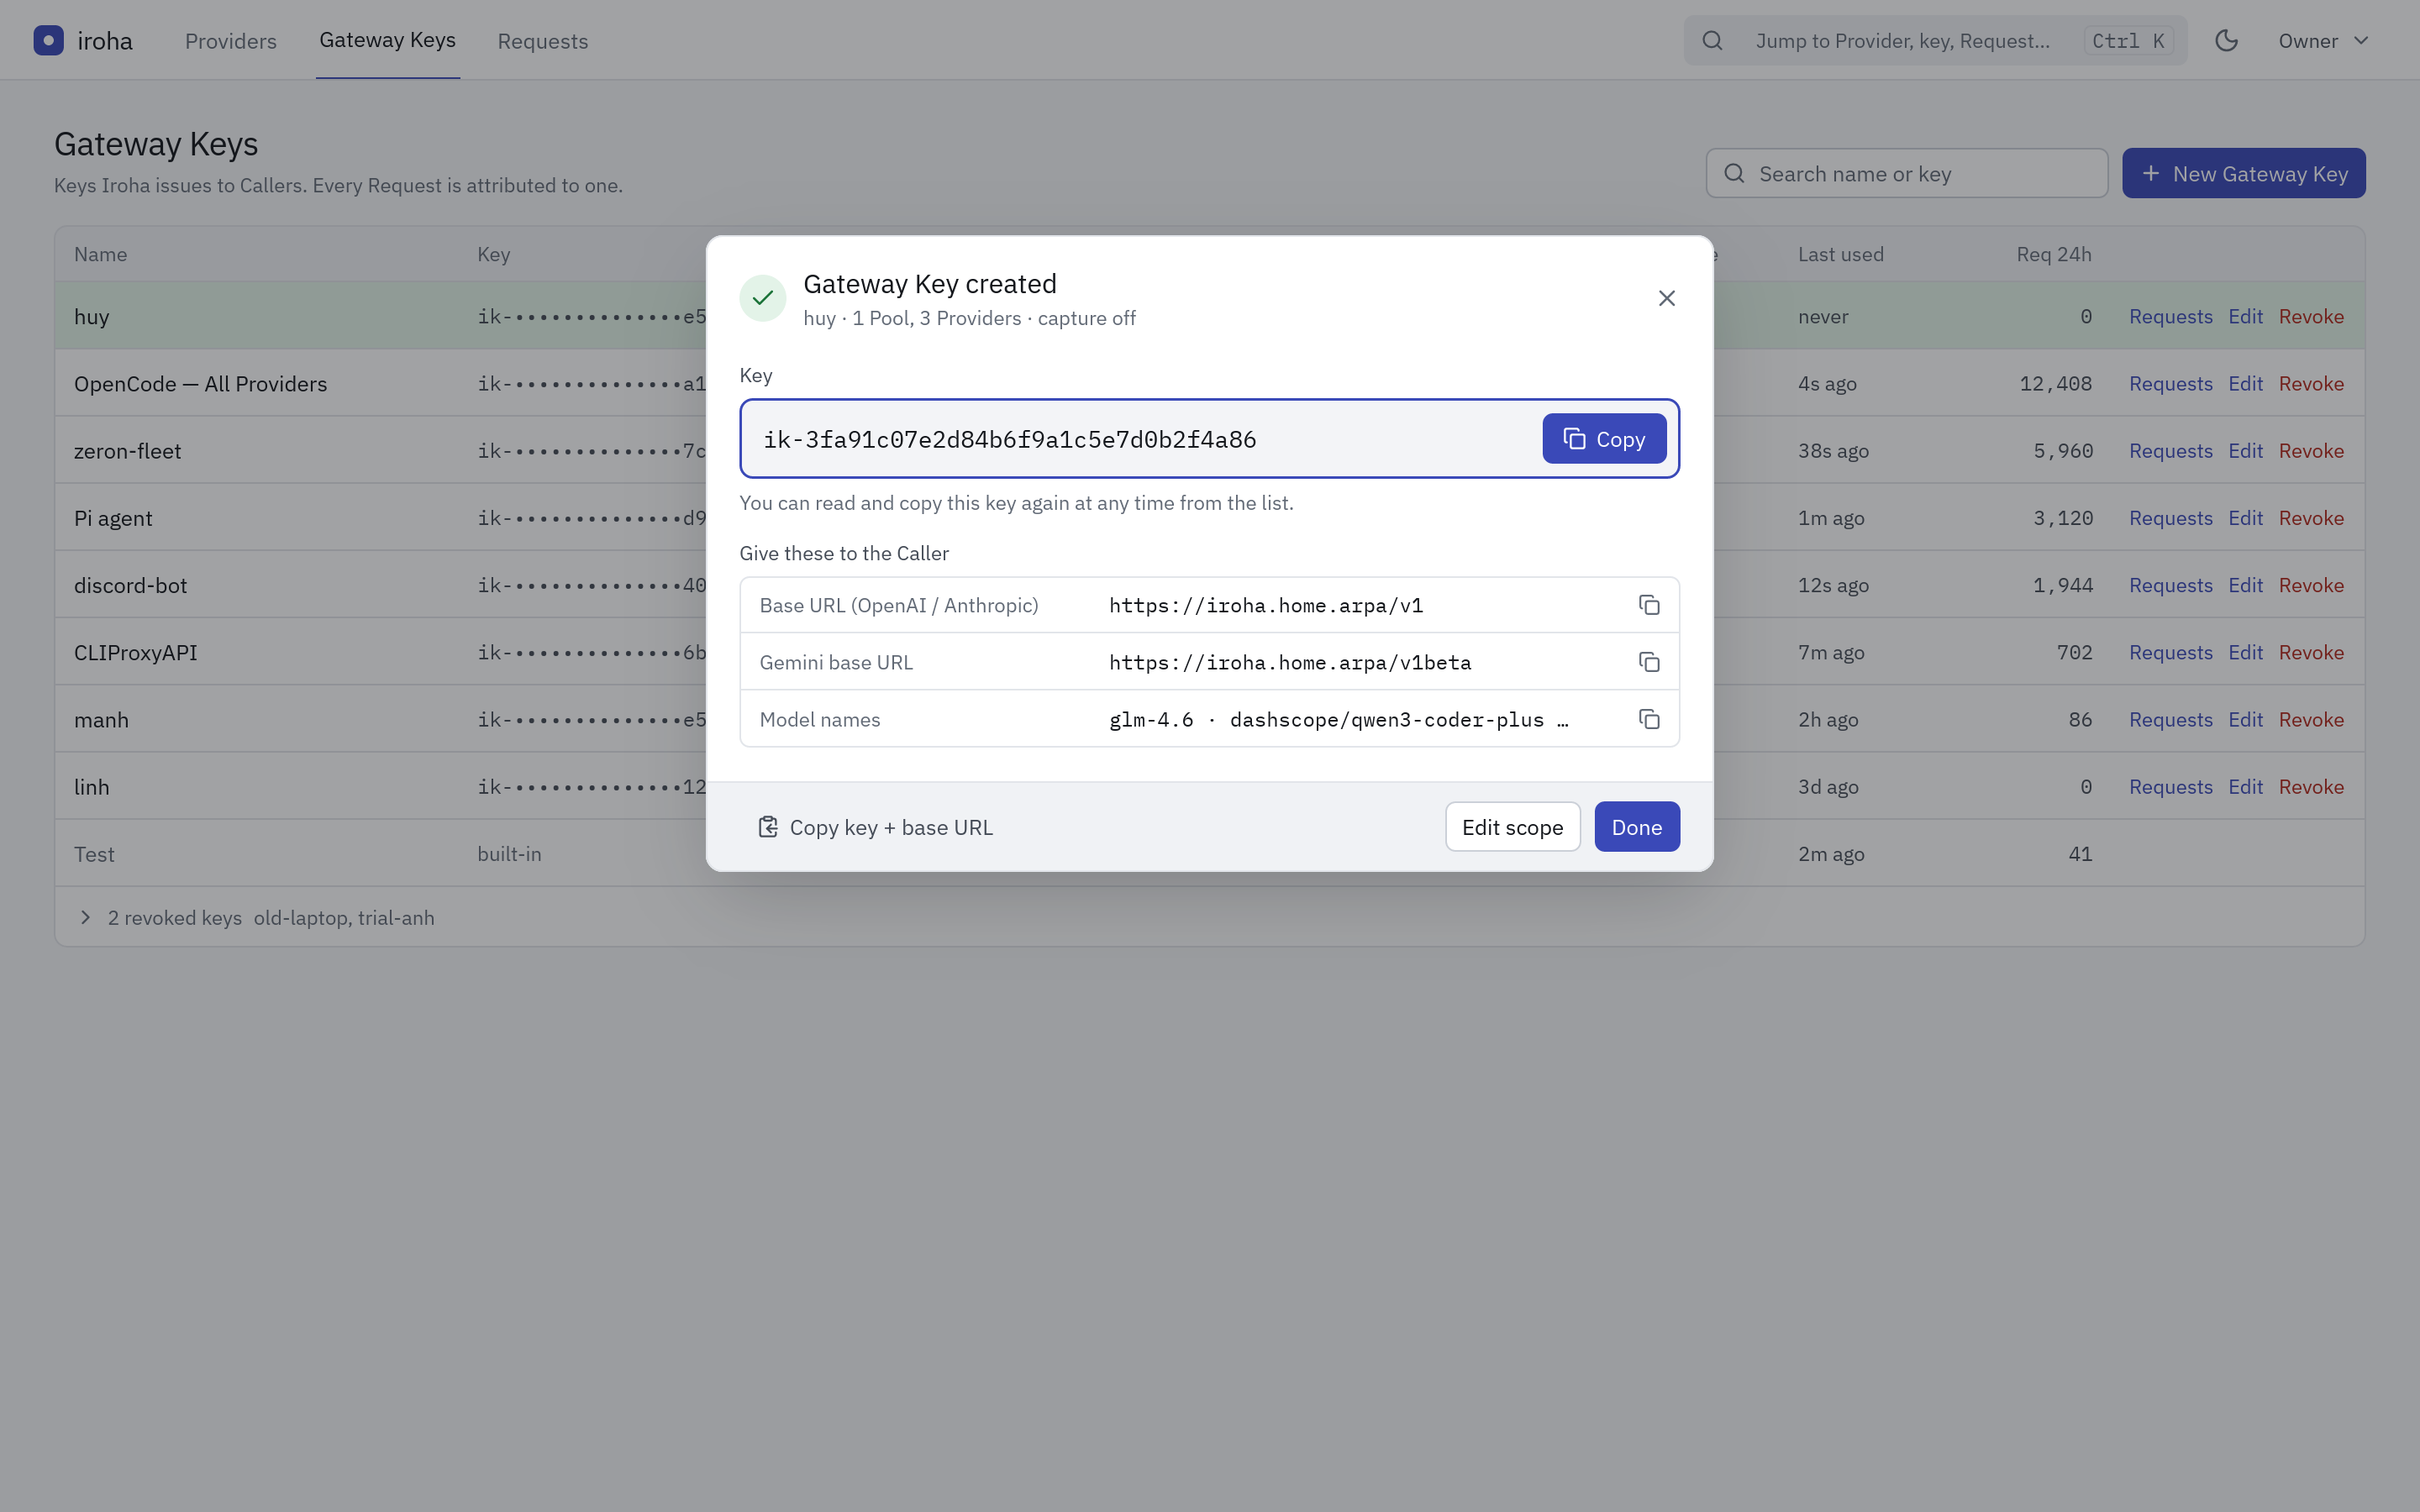 iroha
Providers
Gateway Keys
Requests
Jump to Provider, key, Request...
Ctrl K
Owner
Gateway Keys
Keys Iroha issues to Callers. Every Request is attributed to one.
Search name or key
New Gateway Key
Name Key Last used Req 24h
huy ik-••••••••••••••e5 never 0 Requests Edit Revoke
OpenCode — All Providers ik-••••••••••••••a1 4s ago 12,408 Requests Edit Revoke
zeron-fleet ik-••••••••••••••7c 38s ago 5,960 Requests Edit Revoke
Pi agent ik-••••••••••••••d9 1m ago 3,120 Requests Edit Revoke
discord-bot ik-••••••••••••••40 12s ago 1,944 Requests Edit Revoke
CLIProxyAPI ik-••••••••••••••6b 7m ago 702 Requests Edit Revoke
manh ik-••••••••••••••e5 2h ago 86 Requests Edit Revoke
linh ik-••••••••••••••12 3d ago 0 Requests Edit Revoke
Test built-in 2m ago 41
2 revoked keys old-laptop, trial-anh
Gateway Key created
huy · 1 Pool, 3 Providers · capture off
Key
ik-3fa91c07e2d84b6f9a1c5e7d0b2f4a86
Copy
You can read and copy this key again at any time from the list.
Give these to the Caller
Base URL (OpenAI / Anthropic) https://iroha.home.arpa/v1
Gemini base URL https://iroha.home.arpa/v1beta
Model names glm-4.6 · dashscope/qwen3-coder-plus …
Copy key + base URL
Edit scope
Done